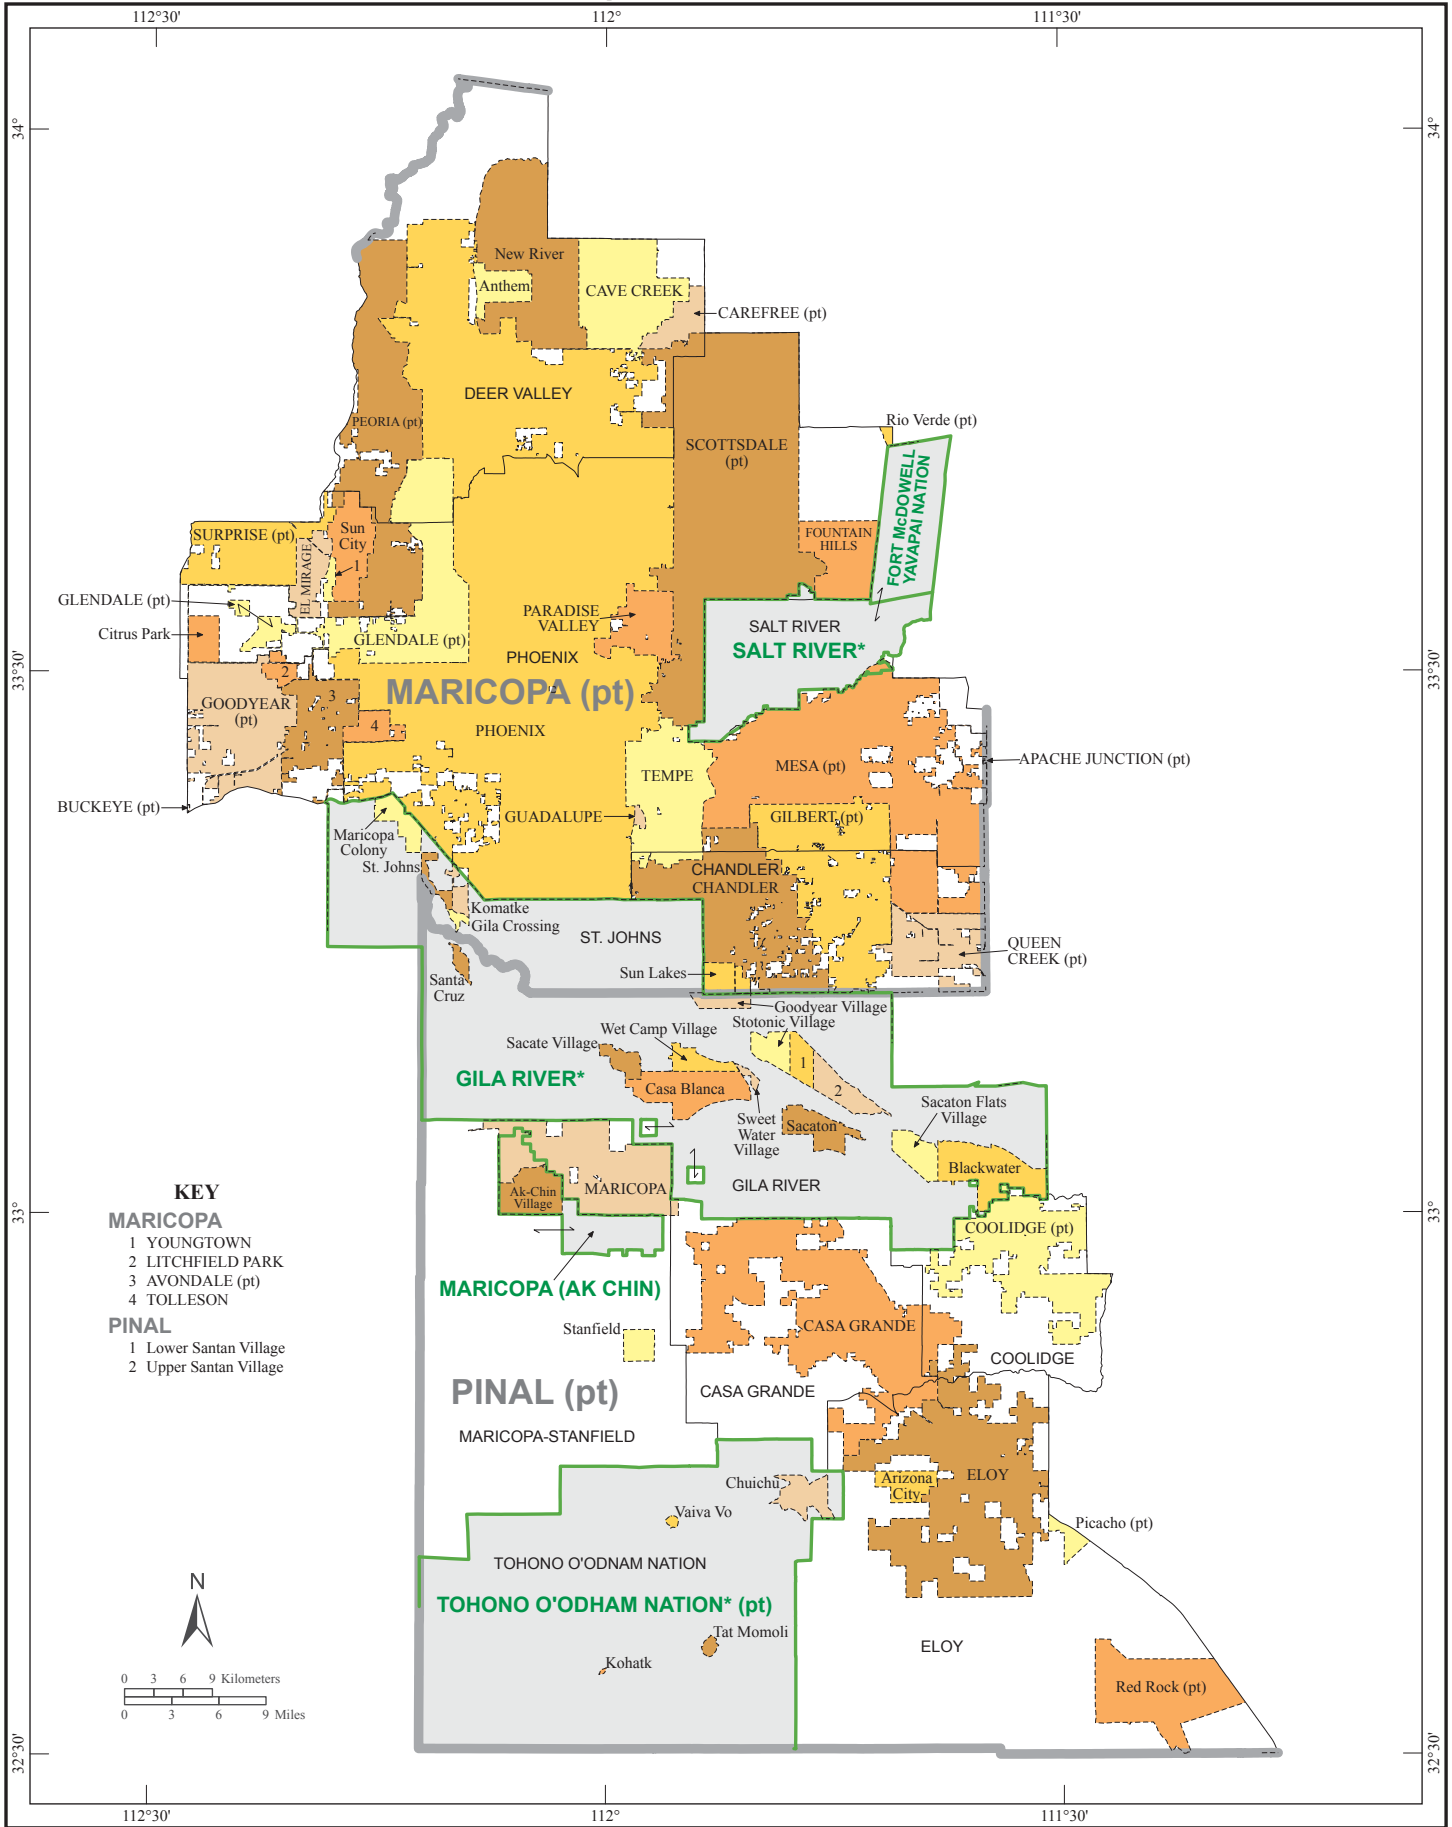 112°30'
112°
111°30'
34°
34°
New River
Anthem
CAVE CREEK
CAREFREE (pt)
DEER VALLEY
PEORIA (pt)
Rio Verde (pt)
SCOTTSDALE
(pt)
FORT McDOWELL
YAVAPAI NATION
SURPRISE (pt)
Sun
City
FOUNTAIN
HILLS
EL MIRAGE
1
GLENDALE (pt)
PARADISE
VALLEY
Citrus Park
GLENDALE (pt)
SALT RIVER
SALT RIVER*
PHOENIX
33°30'
33°30'
2
3
MARICOPA (pt)
GOODYEAR
(pt)
4
PHOENIX
APACHE JUNCTION (pt)
MESA (pt)
TEMPE
BUCKEYE (pt)
GUADALUPE
GILBERT (pt)
Maricopa
Colony
St. Johns
CHANDLER
CHANDLER
Komatke
Gila Crossing
ST. JOHNS
QUEEN
CREEK (pt)
Sun Lakes
Santa
Cruz
Goodyear Village
Stotonic Village
Wet Camp Village
Sacate Village
1
2
GILA RIVER*
Casa Blanca
Sacaton Flats
Village
Sweet
Water
Village
Sacaton
Blackwater
GILA RIVER
MARICOPA
Ak-Chin
Village
33°
33°
KEY
MARICOPA
1 YOUNGTOWN
2 LITCHFIELD PARK
3 AVONDALE (pt)
4 TOLLESON
PINAL
1 Lower Santan Village
2 Upper Santan Village
COOLIDGE (pt)
MARICOPA (AK CHIN)
Stanfield
CASA GRANDE
COOLIDGE
PINAL (pt)
CASA GRANDE
MARICOPA-STANFIELD
Chuichu
Arizona
City
ELOY
Vaiva Vo
Picacho (pt)
TOHONO O'ODNAM NATION
TOHONO O'ODHAM NATION* (pt)
Tat Momoli
ELOY
Kohatk
Red Rock (pt)
N
0 3 6 9 Kilometers
0 3 6 9 Miles
32°30'
32°30'
112°30'
112°
111°30'